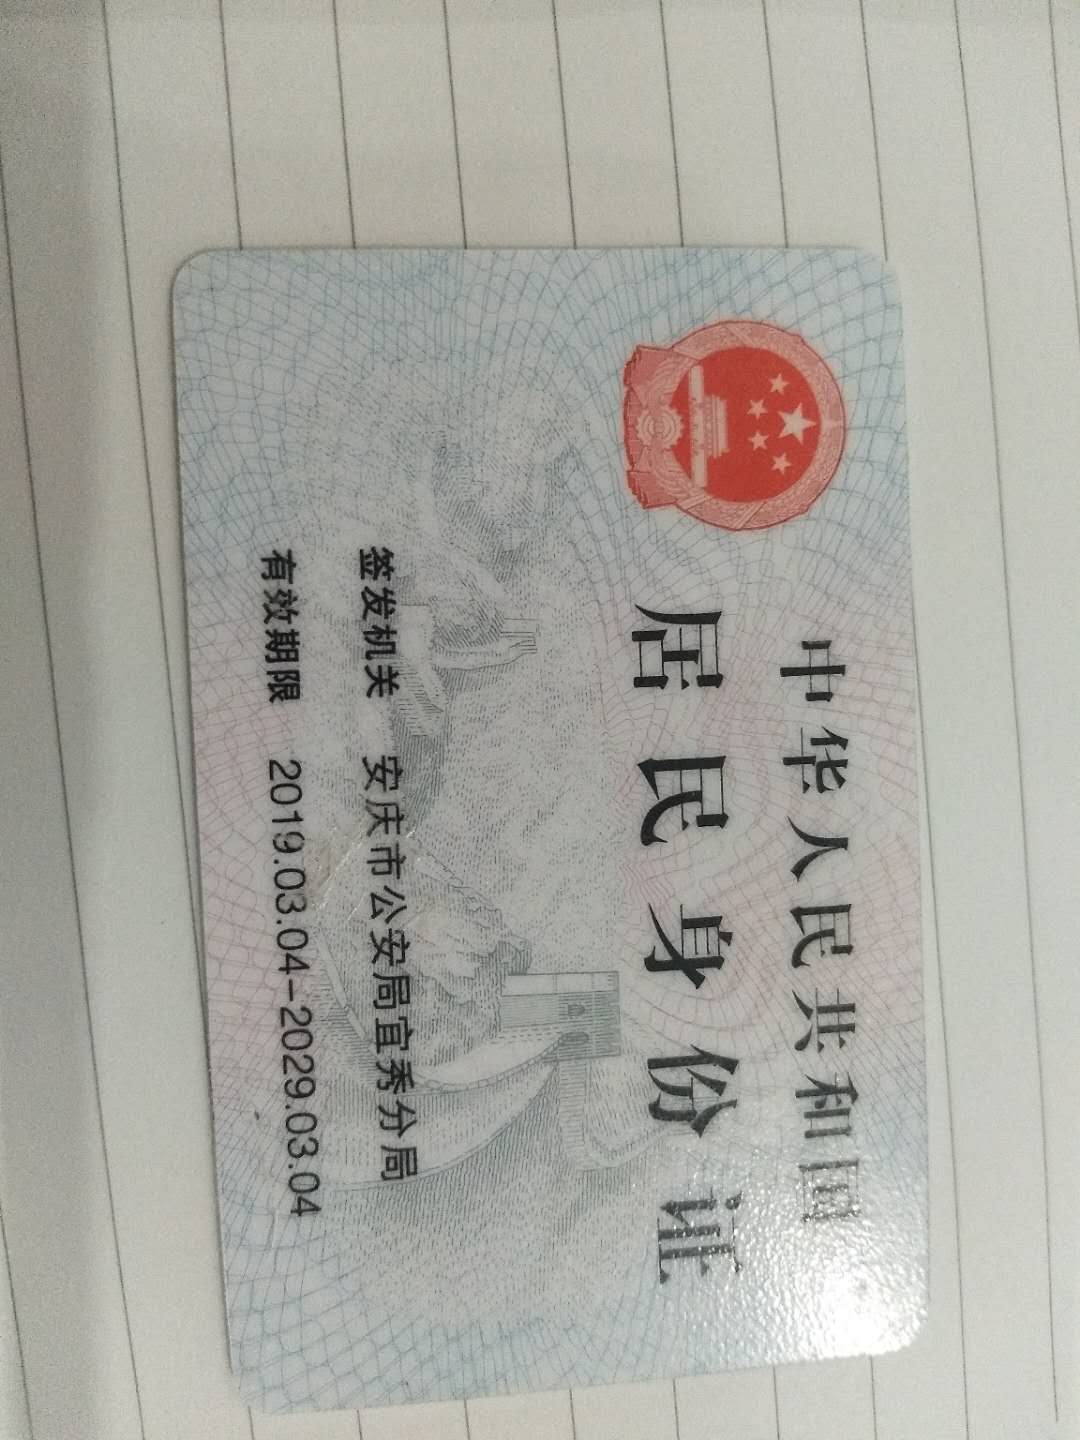 中华人民共和国
居民身份证
签发机关 安庆市公安局宜秀分局
有效期限 2019.03.04-2029.03.04